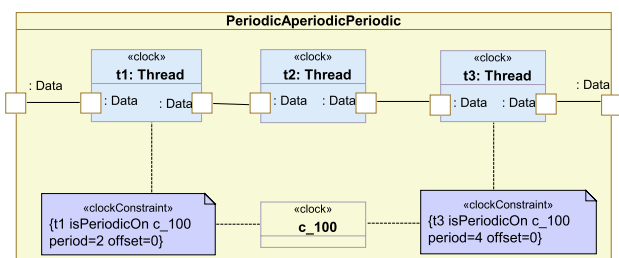 PeriodicAperiodicPeriodic
: Data
«clock»
t1: Thread
: Data
: Data
«clock»
t2: Thread
: Data
: Data
«clock»
t3: Thread
: Data
: Data
: Data
«clockConstraint»
{t1 isPeriodicOn c_100
period=2 offset=0}
«clock»
c_100
«clockConstraint»
{t3 isPeriodicOn c_100
period=4 offset=0}